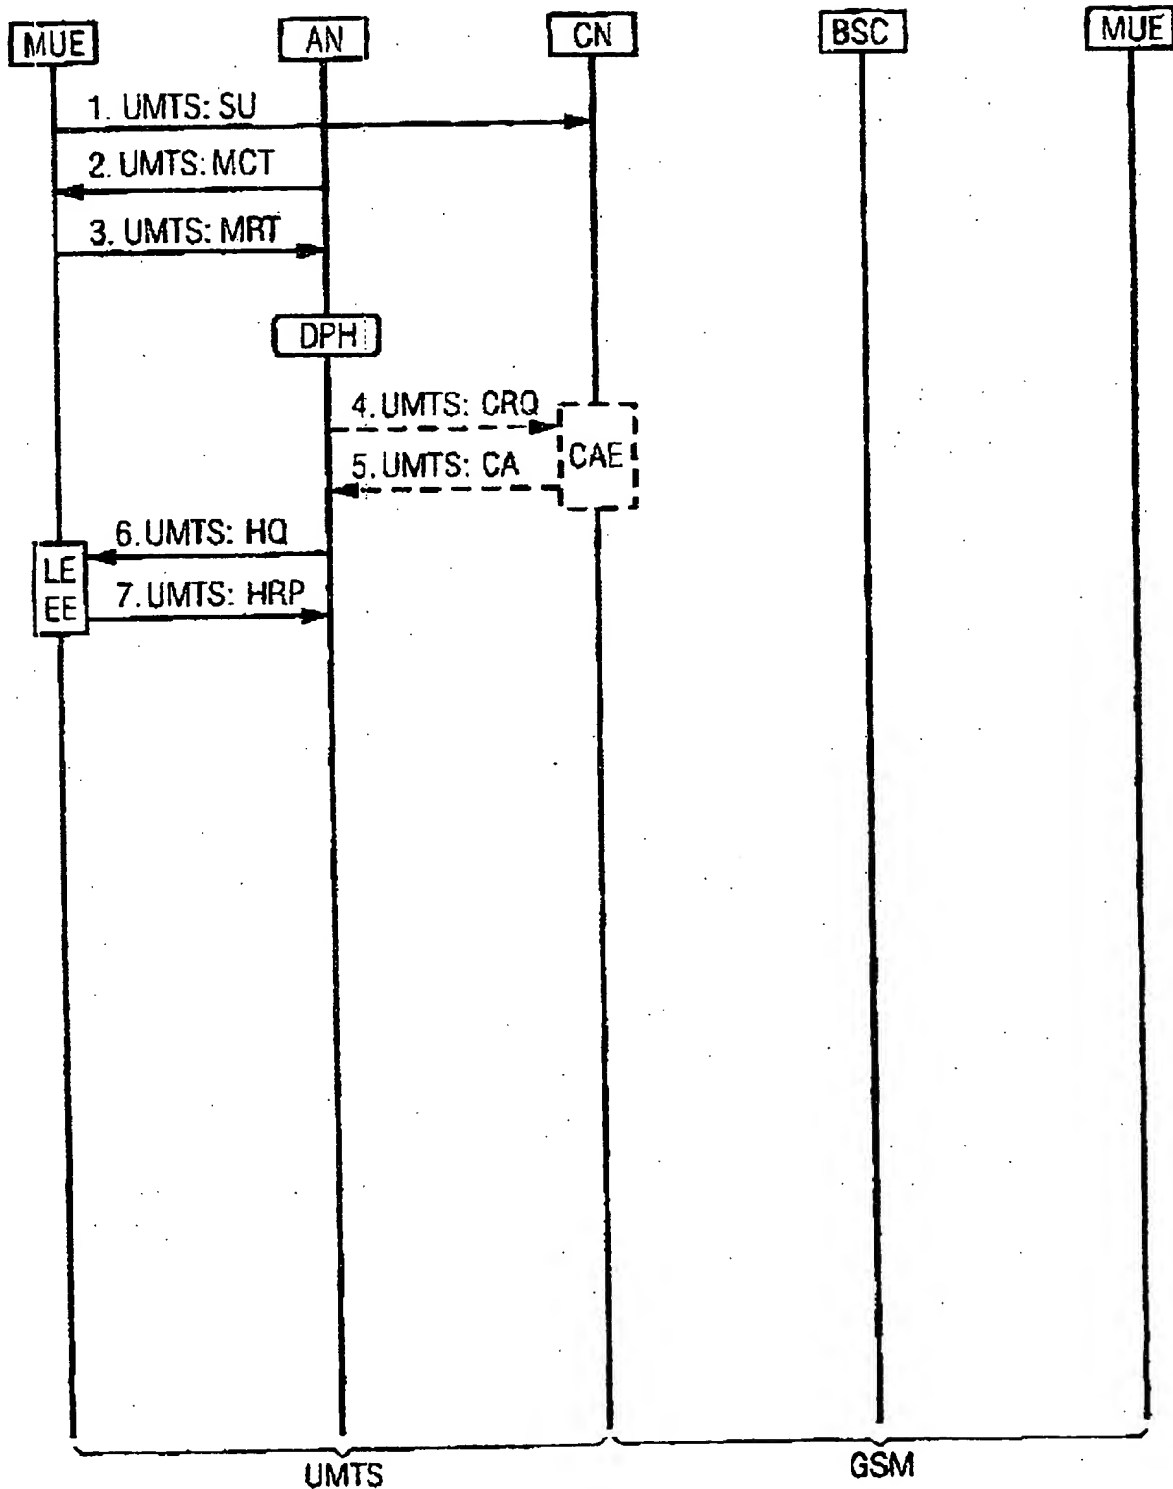 MUE AN CN BSC MUE
1. UMTS: SU
2. UMTS: MCT
3. UMTS: MRT
DPH
4. UMTS: CRQ
CAE
5. UMTS: CA
6. UMTS: HQ
LE
EE
7. UMTS: HRP
UMTS GSM